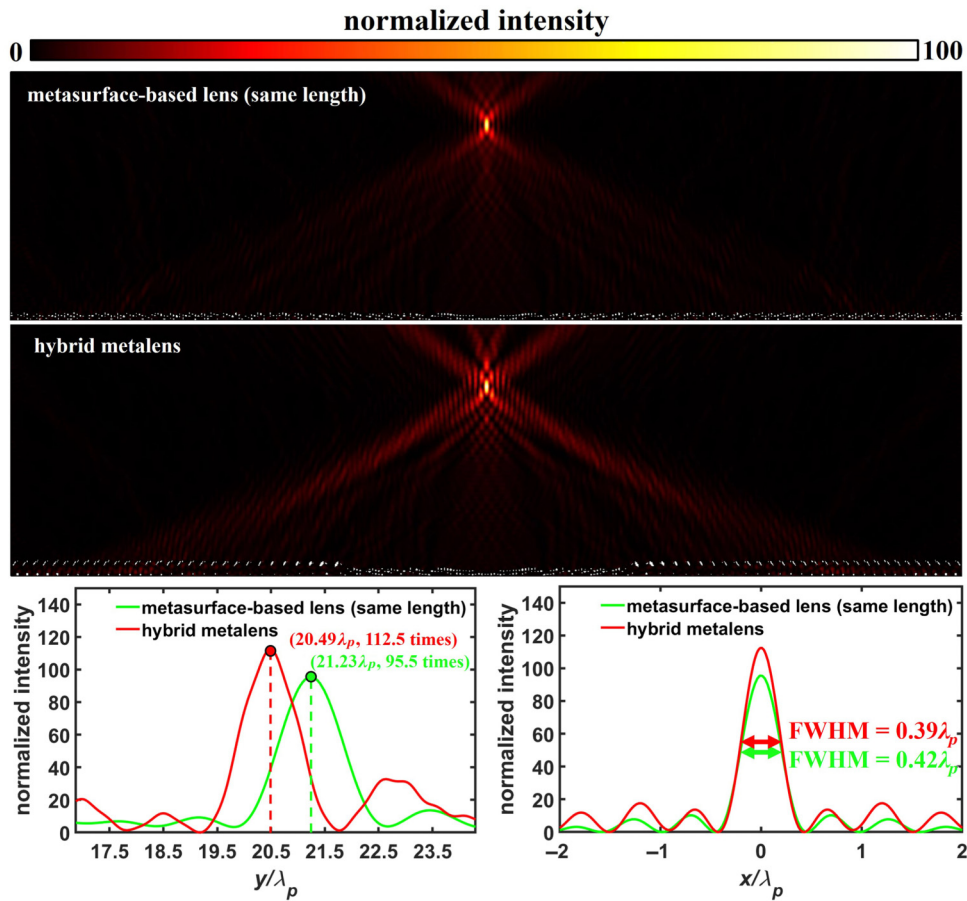 normalized intensity
0 100
metasurface-based lens (same length)
hybrid metalens
normalized intensity
140
120
100
80
60
40
20
0
metasurface-based lens (same length)
hybrid metalens
(20.49λp, 112.5 times)
(21.23λp, 95.5 times)
17.5 18.5 19.5 20.5 21.5 22.5 23.5
y/λp
normalized intensity
140
120
100
80
60
40
20
0
metasurface-based lens (same length)
hybrid metalens
FWHM = 0.39λp
FWHM = 0.42λp
−2 −1 0 1 2
x/λp